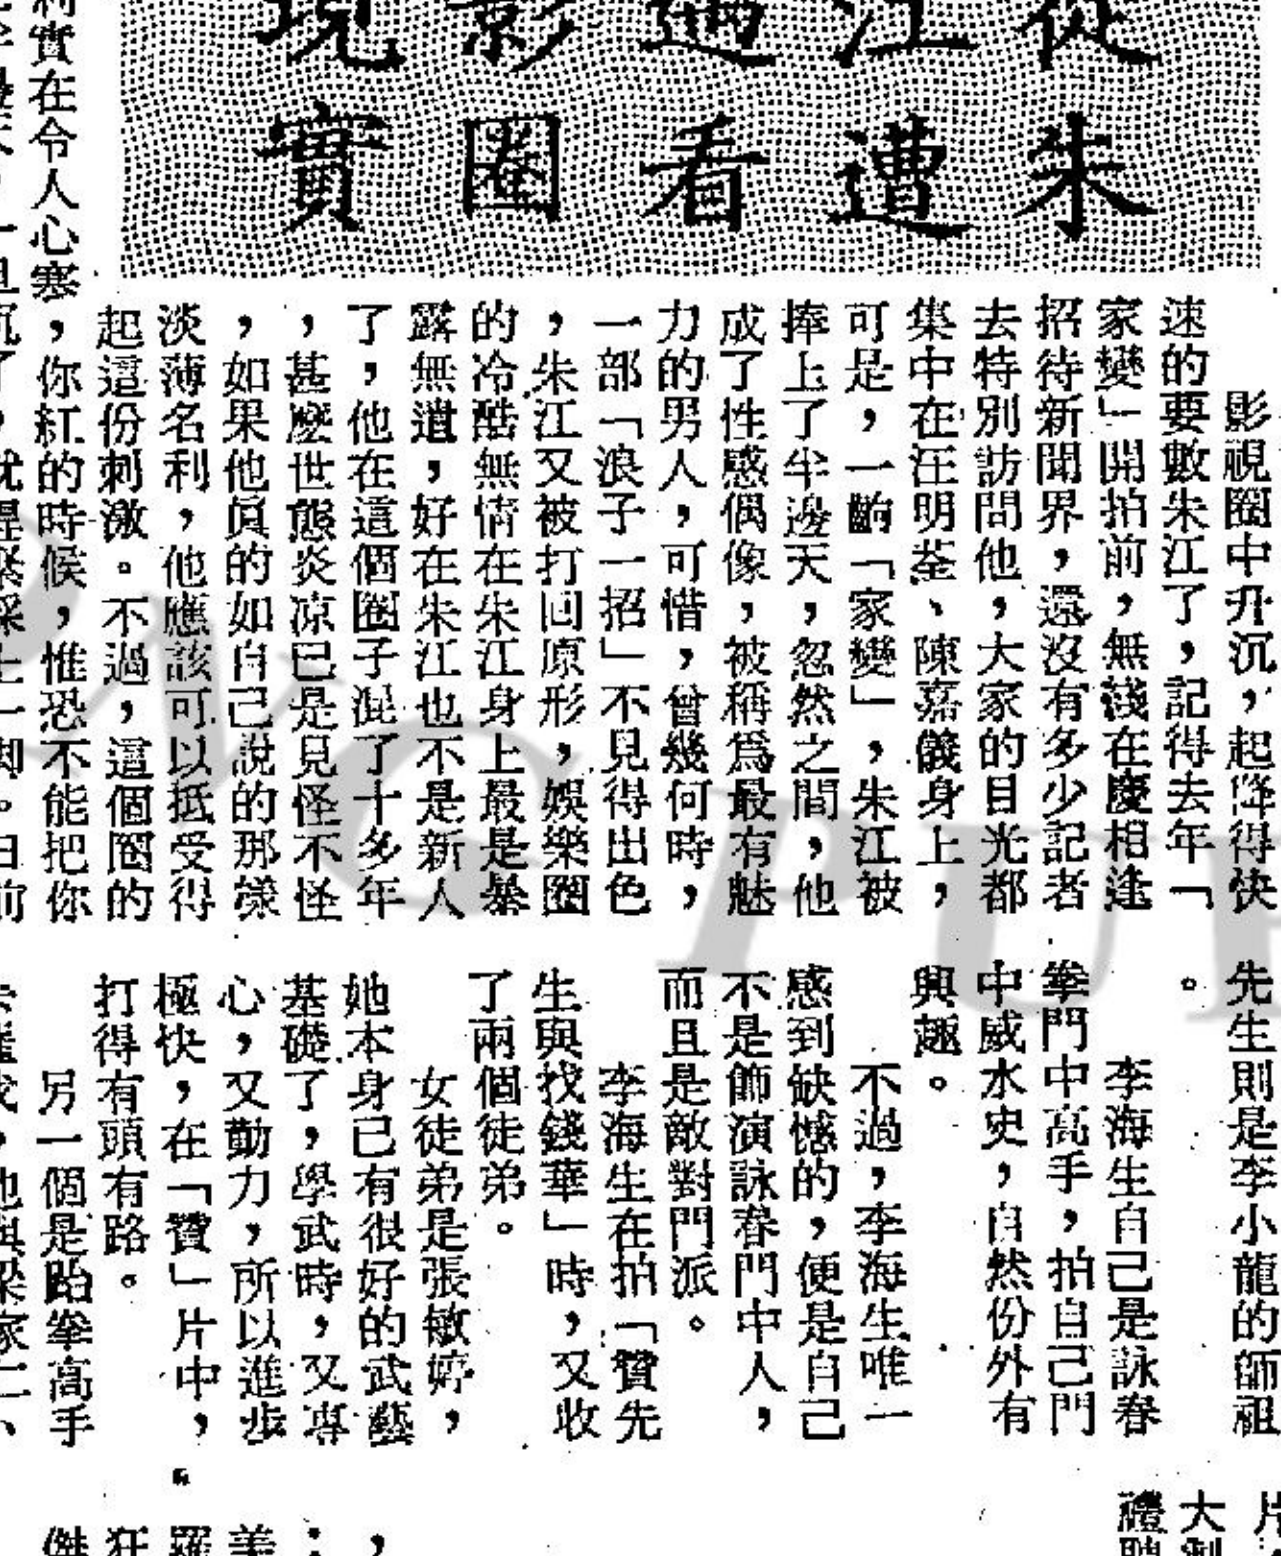 從江過影現
朱遭看圈實
影視圈中升沉，起降得快
速的要數朱江了，記得去年「
家變」開拍前，無綫在慶相逢
招待新聞界，還沒有多少記者
去特別訪問他，大家的目光都
集中在汪明荃、陳嘉儀身上，
可是，一齣「家變」，朱江被
捧上了半邊天，忽然之間，他
成了性感偶像，被稱爲最有魅
力的男人，可惜，曾幾何時，
一部「浪子一招」不見得出色
，朱江又被打回原形，娛樂圈
的冷酷無情在朱江身上最是暴
露無遺，好在朱江也不是新人
了，他在這個圈子混了十多年
，甚麼世態炎凉已是見怪不怪
，如果他眞的如自己說的那樣
淡薄名利，他應該可以抵受得
起這份刺激。不過，這個圈的
實在令人心寒，你紅的時候，惟恐不能把你
先生則是李小龍的師祖
。
李海生自己是詠春
拳門中高手，拍自己門
中威水史，自然份外有
興趣。
不過，李海生唯一
感到缺憾的，便是自己
不是飾演詠春門中人，
而且是敵對門派。
李海生在拍「贊先
生與找錢華」時，又收
了兩個徒弟。
女徒弟是張敏婷，
她本身已有很好的武藝
基礎了，學武時，又專
心，又勤力，所以進步
極快，在「贊」片中，
打得有頭有路。
另一個是跆拳高手